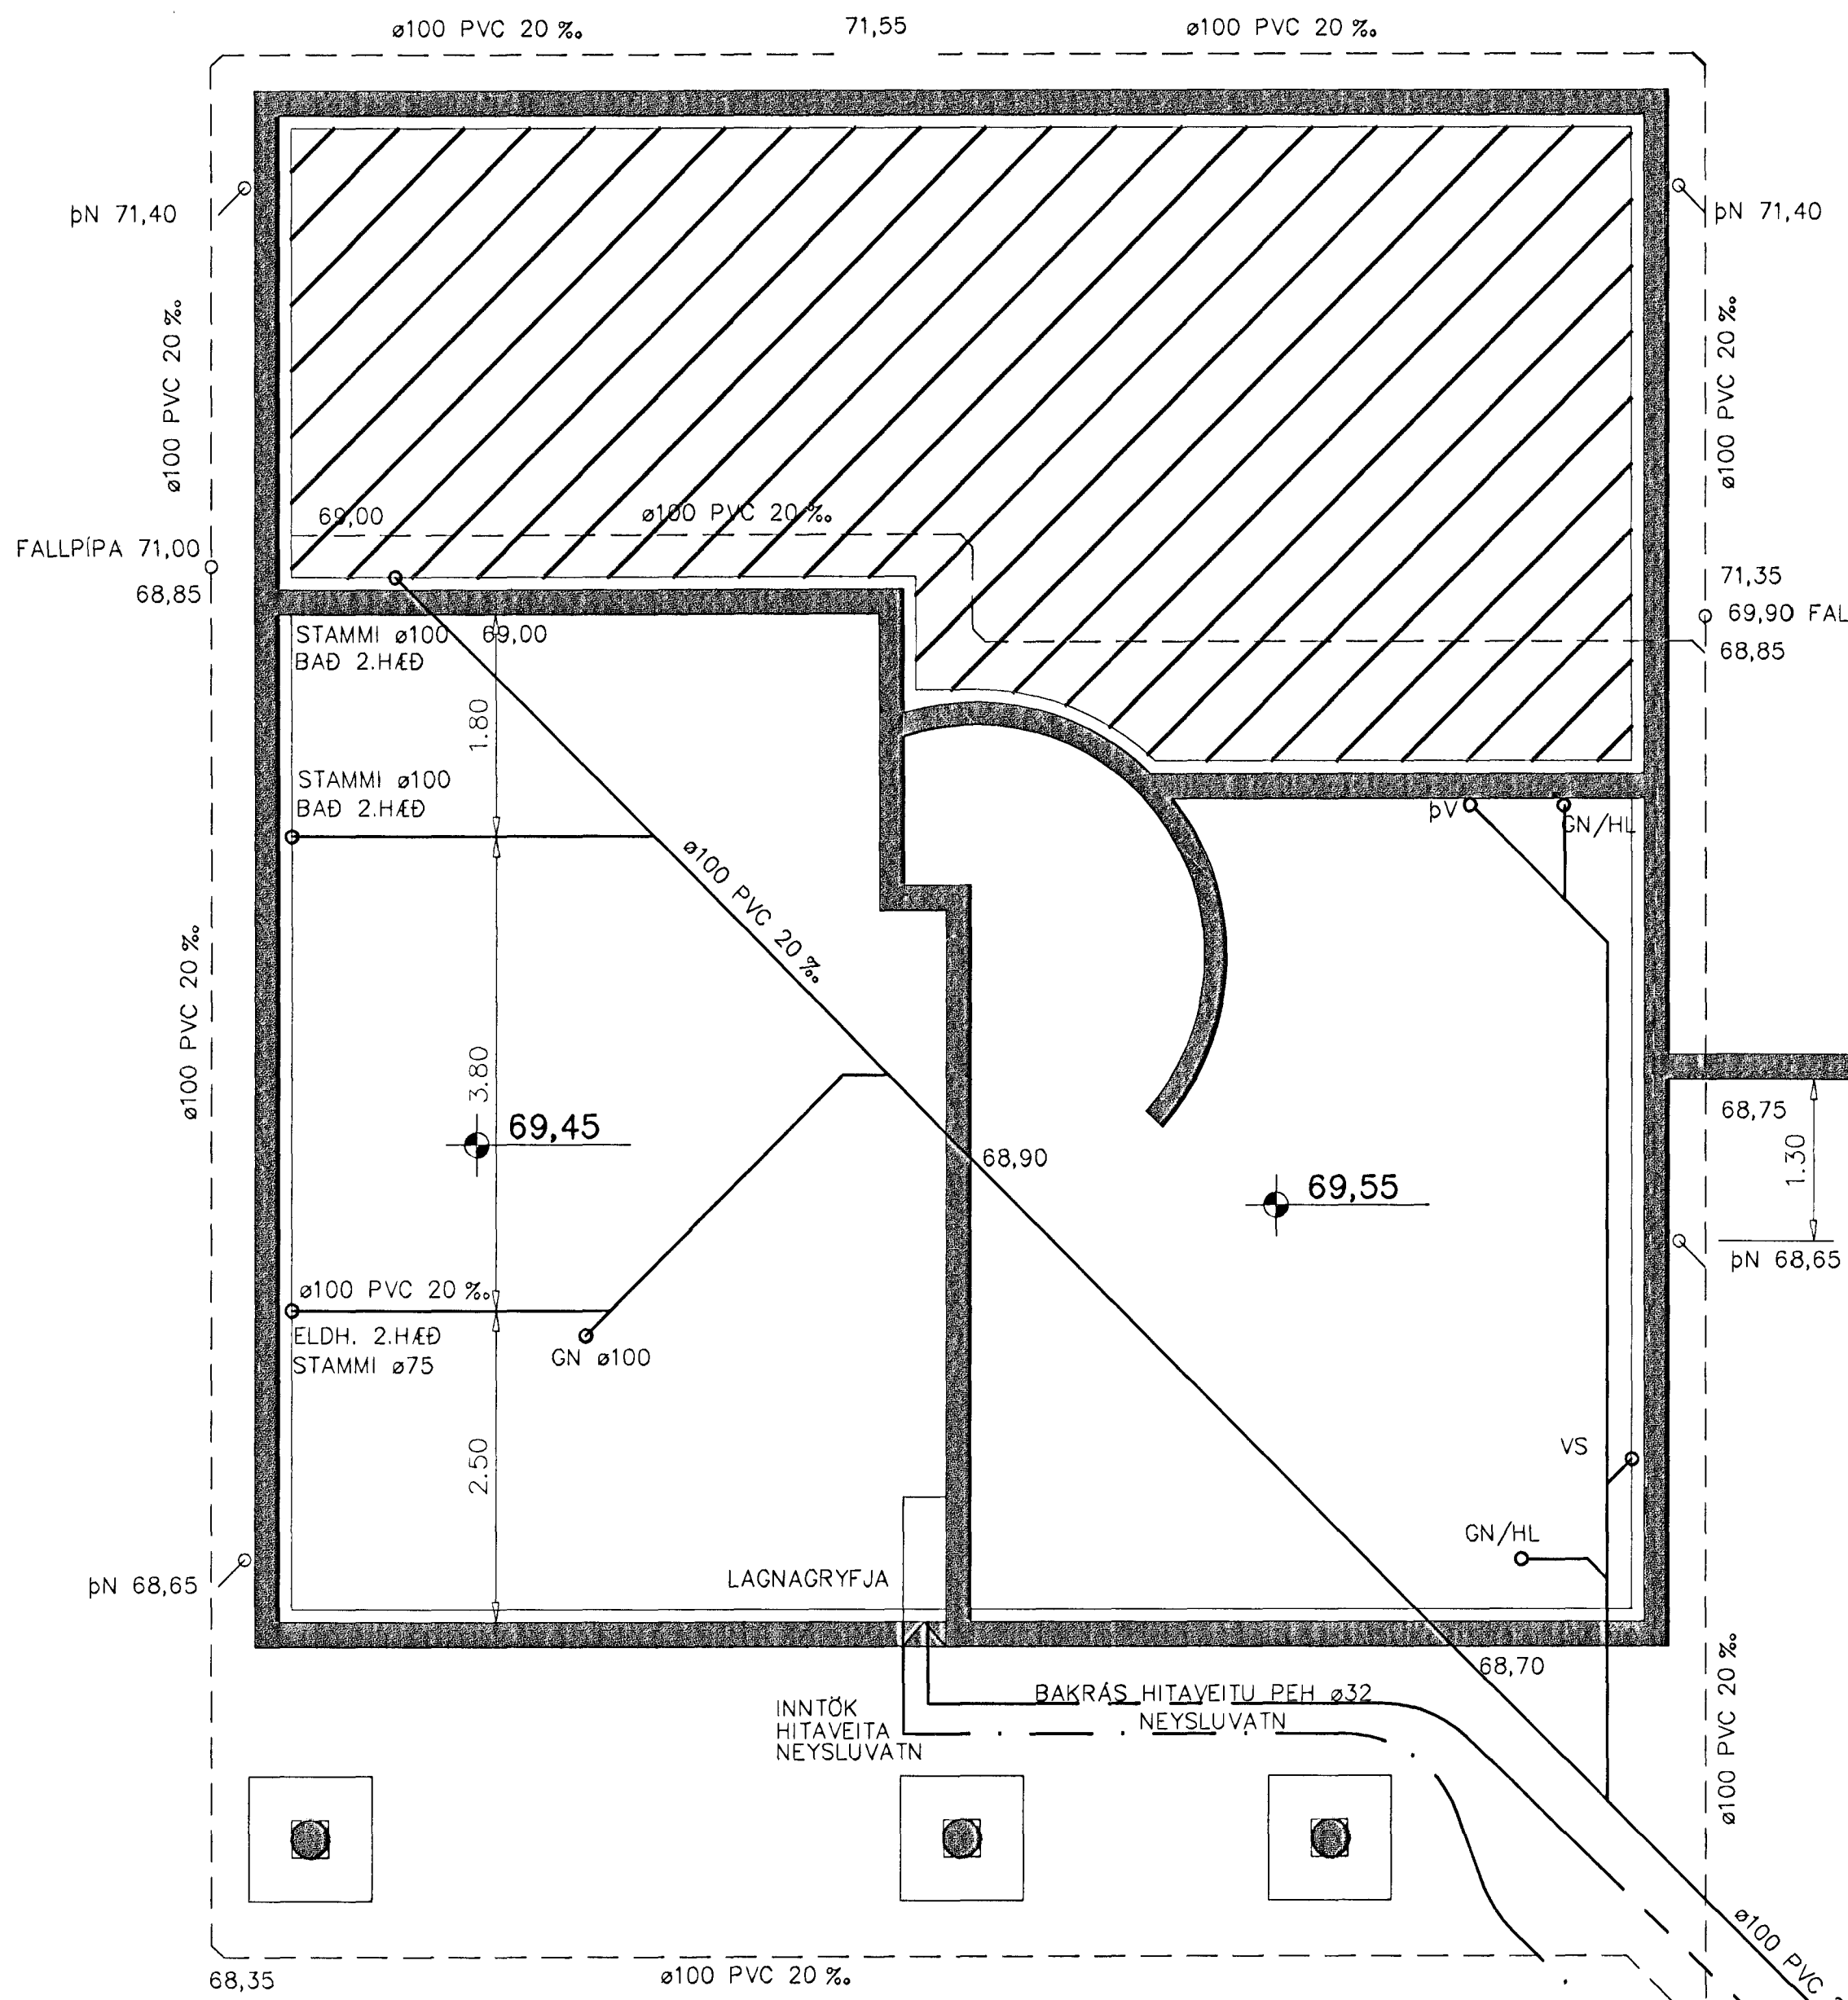 ø100 PVC 20 ‰
71,55
ø100 PVC 20 ‰
þN 71,40
þN 71,40
ø100 PVC 20 ‰
ø100 PVC 20 ‰
69,00
ø100 PVC 20 ‰
FALLPÍPA 71,00
68,85
71,35
69,90 FAL
68,85
STAMMI ø100
69,00
BAÐ 2.HÆÐ
1.80
STAMMI ø100
BAÐ 2.HÆÐ
þV
GN/HL
ø100 PVC 20 ‰
ø100 PVC 20 ‰
3.80
69,45
68,90
69,55
68,75
1.30
þN 68,65
ø100 PVC 20 ‰
ELDH. 2.HÆÐ
STAMMI ø75
GN ø100
2.50
VS
GN/HL
þN 68,65
LAGNAGRYFJA
68,70
ø100 PVC 20 ‰
BAKRÁS HITAVEITU PEH ø32
NEYSLUVATN
INNTÖK
HITAVEITA
NEYSLUVATN
ø100 PVC
68,35
ø100 PVC 20 ‰